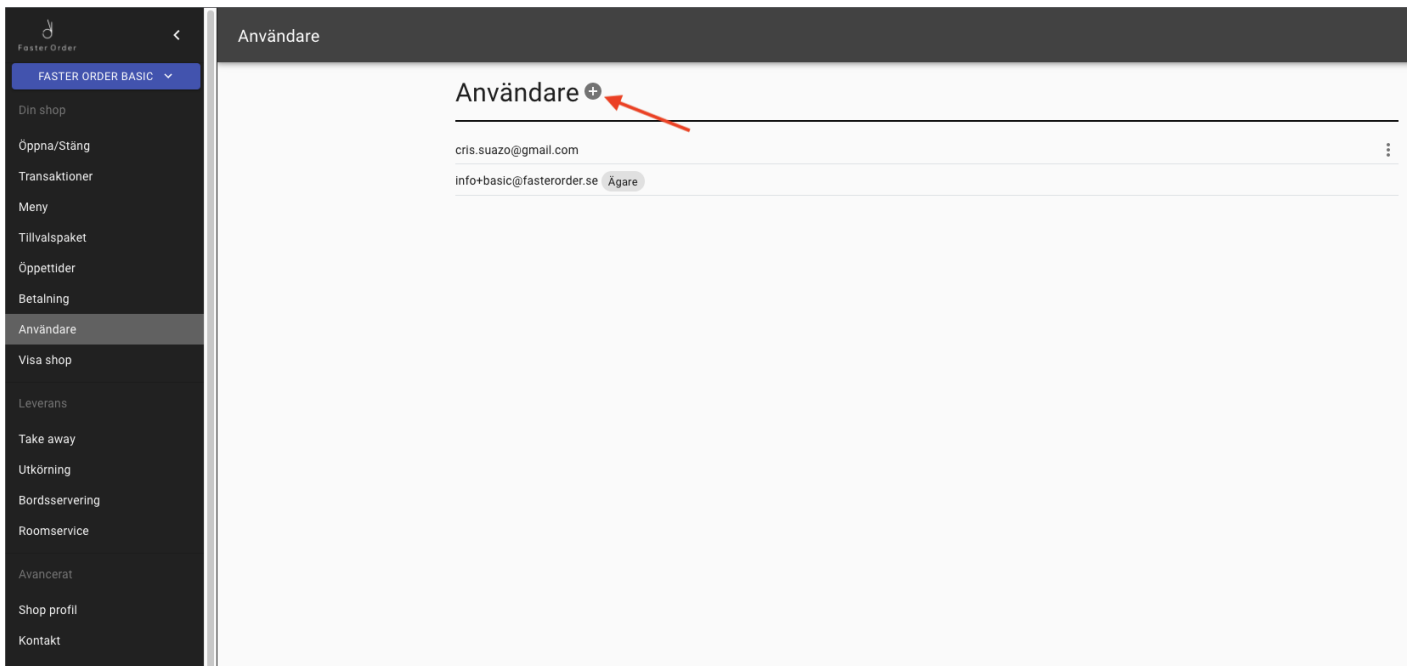 Faster Order
FASTER ORDER BASIC
Din shop
Öppna/Stäng
Transaktioner
Meny
Tillvalspaket
Öppettider
Betalning
Användare
Visa shop
Leverans
Take away
Utkörning
Bordsservering
Roomservice
Avancerat
Shop profil
Kontakt
Användare
Användare
cris.suazo@gmail.com
info+basic@fasterorder.se Ägare